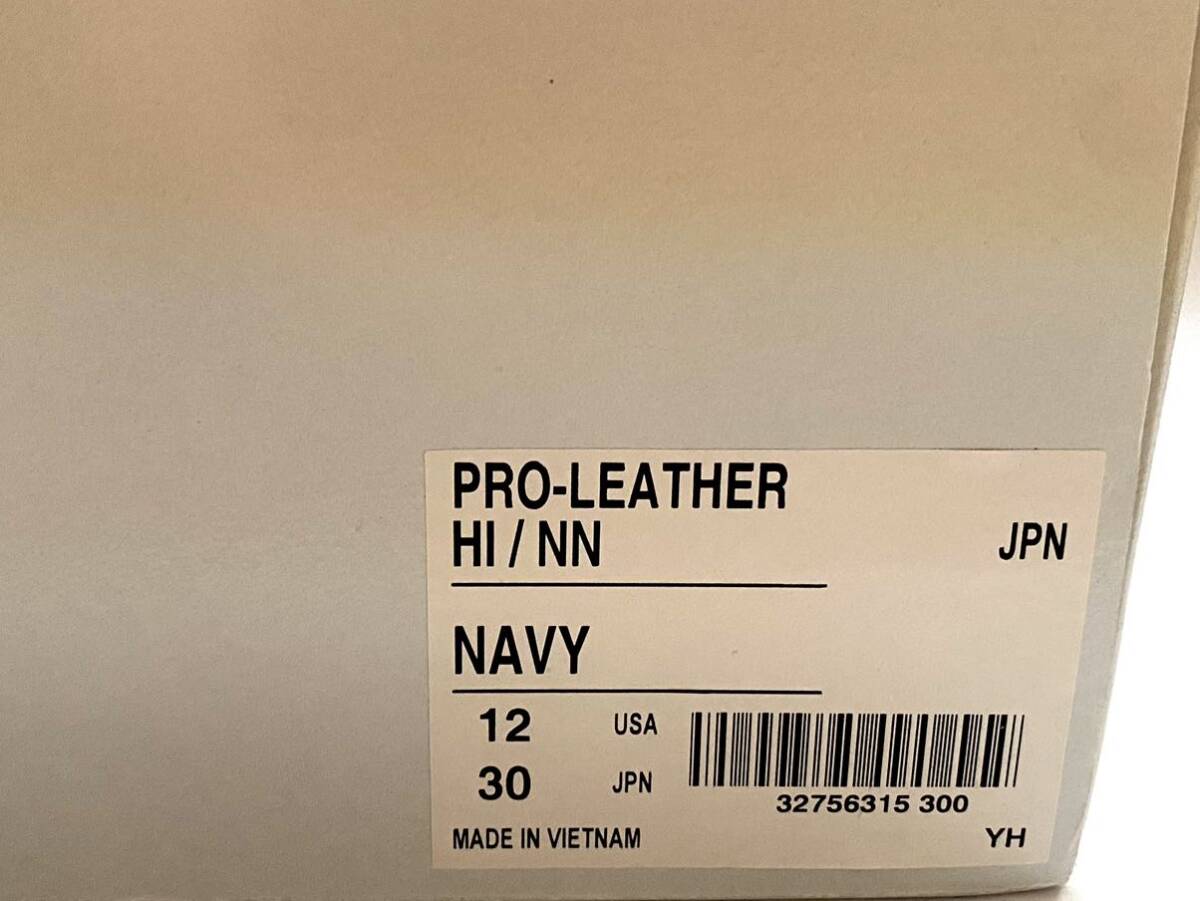 PRO-LEATHER
HI / NN JPN
NAVY
12 USA
30 JPN
32756315 300
MADE IN VIETNAM YH